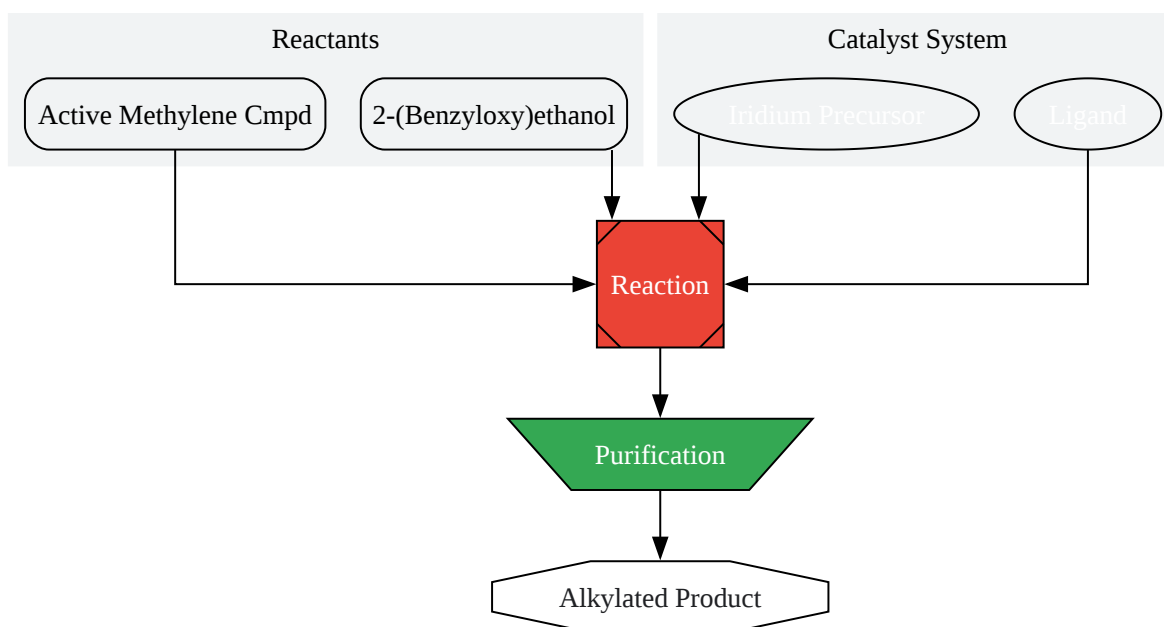 Reactants
Catalyst System
Active Methylene Cmpd
2-(Benzyloxy)ethanol
Iridium Precursor
Ligand
Reaction
Purification
Alkylated Product